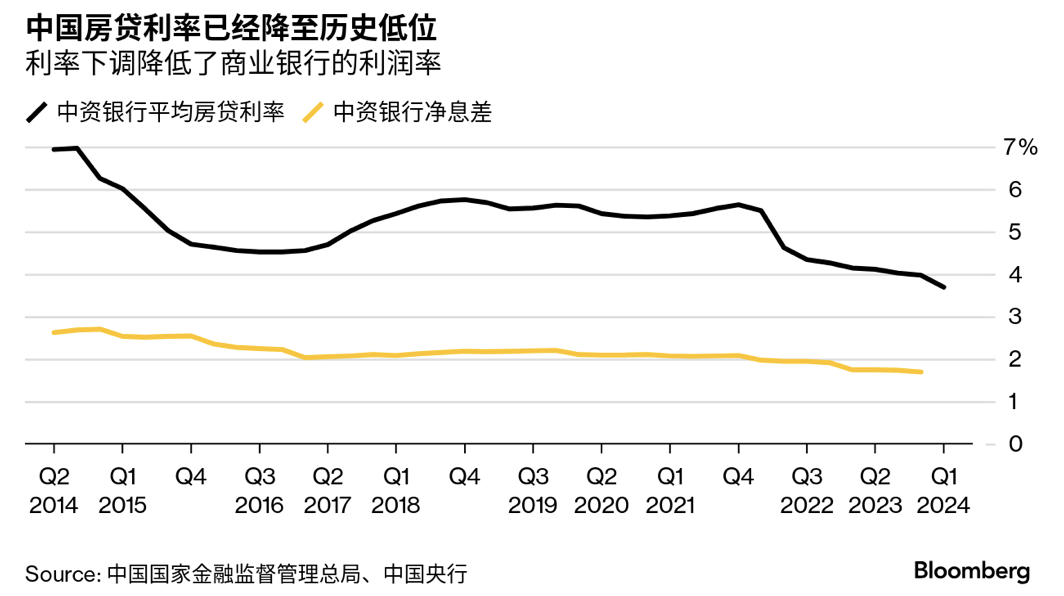 中国房贷利率已经降至历史低位
利率下调降低了商业银行的利润率
中资银行平均房贷利率 中资银行净息差
7%
6
5
4
3
2
1
0
Q2 Q1 Q4 Q3 Q2 Q1 Q4 Q3 Q2 Q1 Q4 Q3 Q2 Q1
2014 2015 2016 2017 2018 2019 2020 2021 2022 2023 2024
Source: 中国国家金融监督管理总局、中国央行
Bloomberg